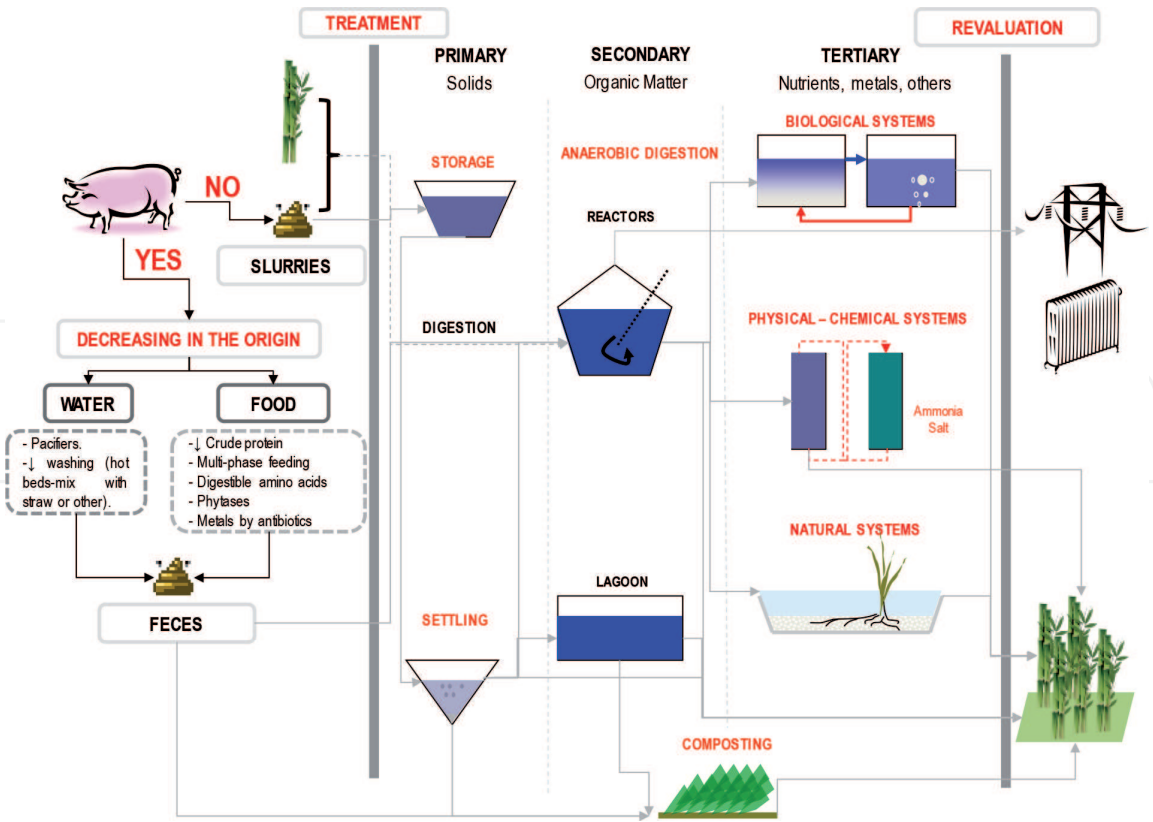 TREATMENT
REVALUATION
PRIMARY
Solids
SECONDARY
Organic Matter
TERTIARY
Nutrients, metals, others
BIOLOGICAL SYSTEMS
STORAGE
ANAEROBIC DIGESTION
NO
REACTORS
YES
SLURRIES
DECREASING IN THE ORIGIN
DIGESTION
PHYSICAL – CHEMICAL SYSTEMS
WATER
FOOD
- Pacifiers.
-↓ washing (hot
beds-mix with
straw or other).
-↓ Crude protein
- Multi-phase feeding
- Digestible amino acids
- Phytases
- Metals by antibiotics
Ammonia
Salt
NATURAL SYSTEMS
LAGOON
FECES
SETTLING
COMPOSTING